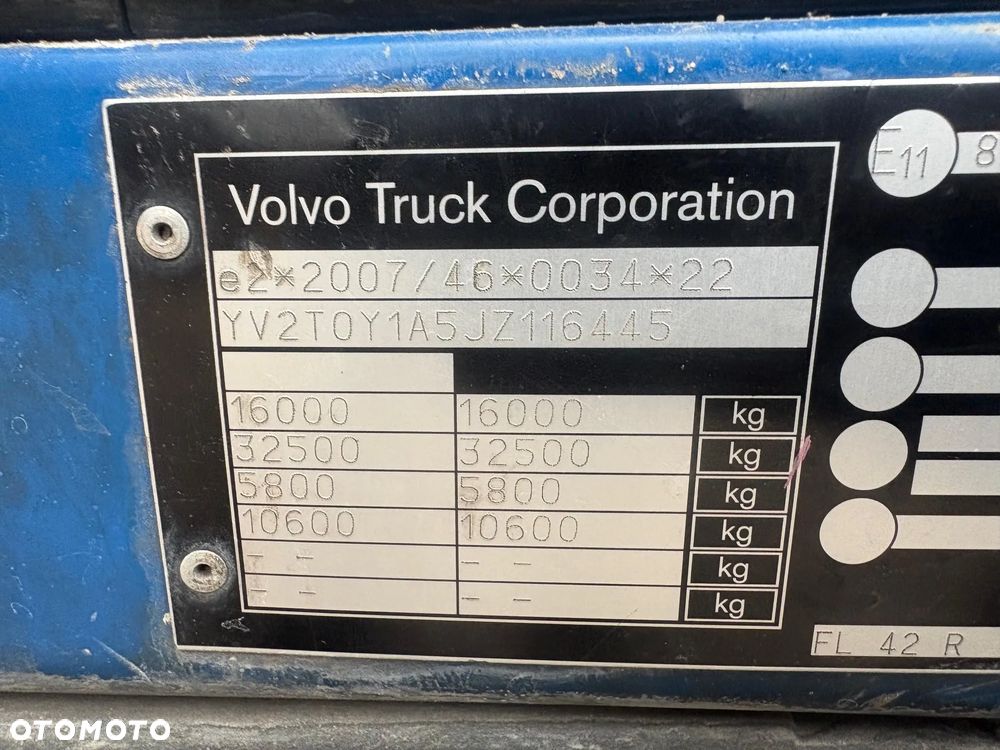 Volvo Truck Corporation
e2*2007/46*0034*22
YV2T0Y1A5JZ116445
16000 16000 kg
32500 32500 kg
5800 5800 kg
10600 10600 kg
- - - - kg
- - - - kg
E11 8
FL 42 R
OTOMOTO